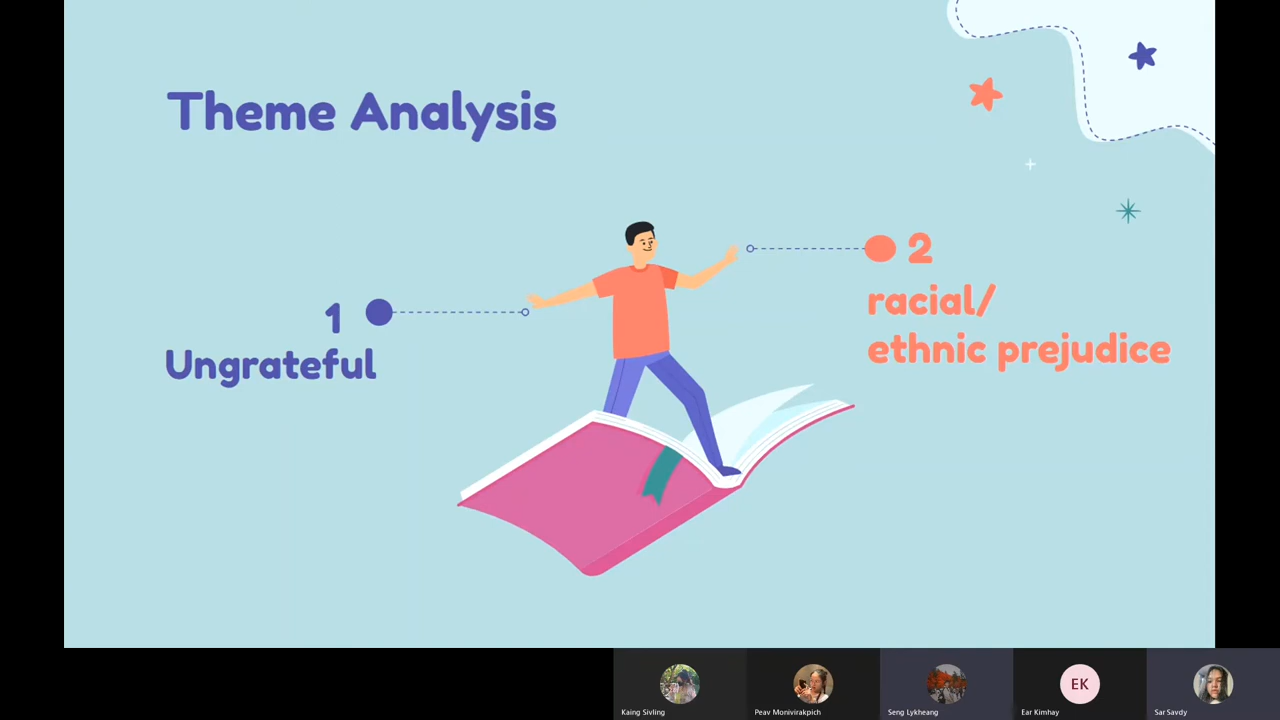 Theme Analysis
1
Ungrateful
2
racial/
ethnic prejudice
EK
Kaing Sivling
Peav Monivirakpich
Seng Lykheang
Ear Kimhay
Sar Savdy